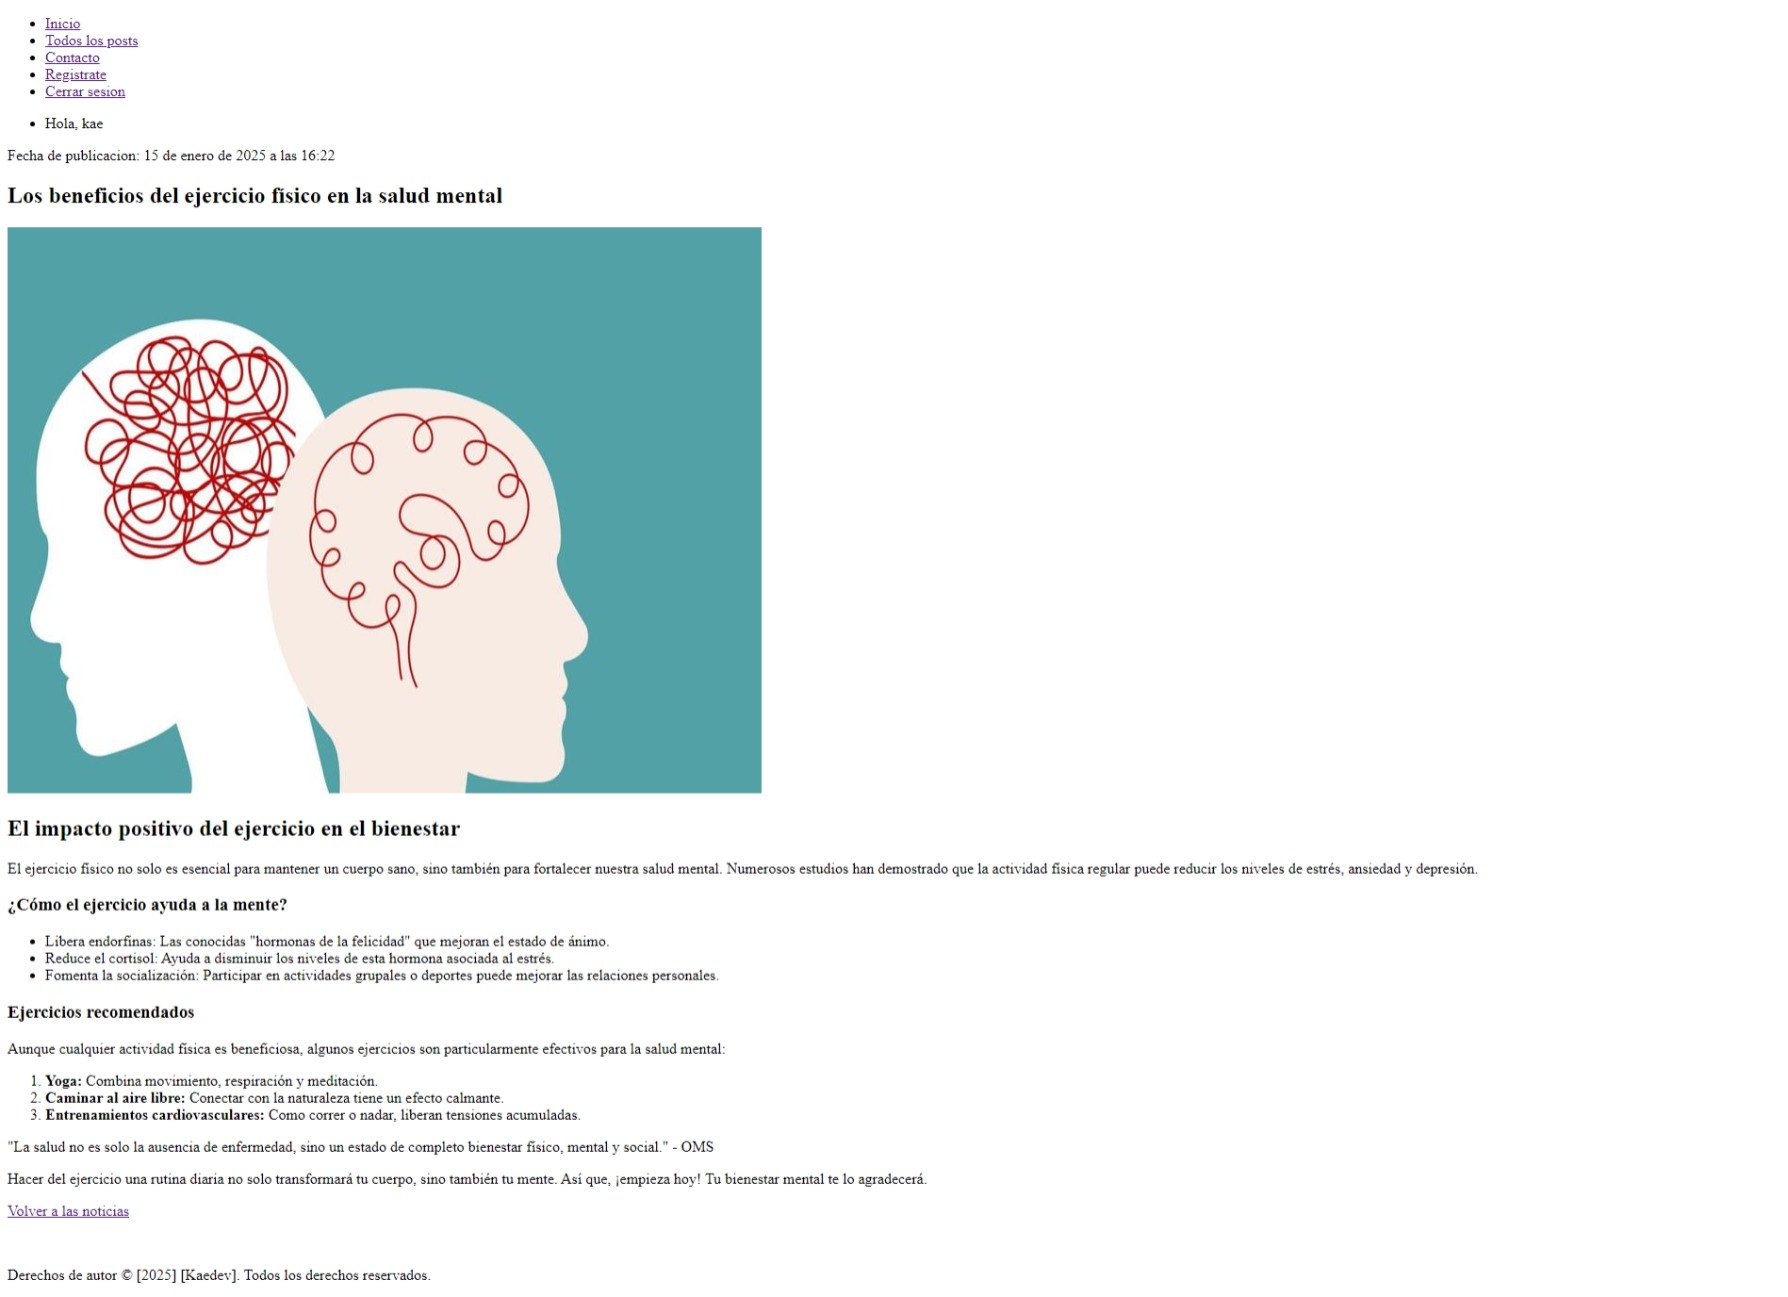 Inicio
Todos los posts
Contacto
Registrate
Cerrar sesion
Hola, kae
Fecha de publicacion: 15 de enero de 2025 a las 16:22
Los beneficios del ejercicio físico en la salud mental
El impacto positivo del ejercicio en el bienestar
El ejercicio físico no solo es esencial para mantener un cuerpo sano, sino también para fortalecer nuestra salud mental. Numerosos estudios han demostrado que la actividad física regular puede reducir los niveles de estrés, ansiedad y depresión.
¿Cómo el ejercicio ayuda a la mente?
Libera endorfinas: Las conocidas "hormonas de la felicidad" que mejoran el estado de ánimo.
Reduce el cortisol: Ayuda a disminuir los niveles de esta hormona asociada al estrés.
Fomenta la socialización: Participar en actividades grupales o deportes puede mejorar las relaciones personales.
Ejercicios recomendados
Aunque cualquier actividad física es beneficiosa, algunos ejercicios son particularmente efectivos para la salud mental:
1. Yoga: Combina movimiento, respiración y meditación.
2. Caminar al aire libre: Conectar con la naturaleza tiene un efecto calmante.
3. Entrenamientos cardiovasculares: Como correr o nadar, liberan tensiones acumuladas.
"La salud no es solo la ausencia de enfermedad, sino un estado de completo bienestar físico, mental y social." - OMS
Hacer del ejercicio una rutina diaria no solo transformará tu cuerpo, sino también tu mente. Así que, ¡empieza hoy! Tu bienestar mental te lo agradecerá.
Volver a las noticias
Derechos de autor © [2025] [Kaedev]. Todos los derechos reservados.